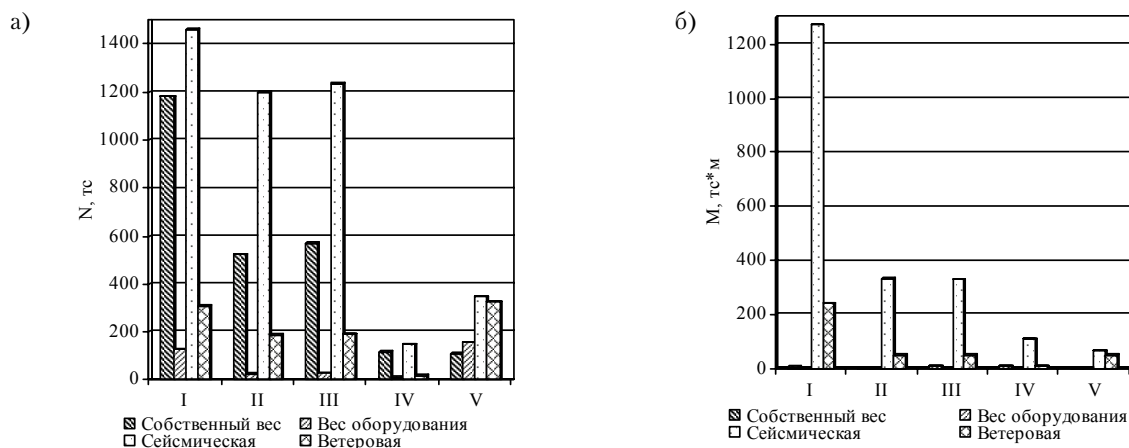 а)
N, тс
1400
1200
1000
800
600
400
200
0
I II III IV V
Собственный вес Вес оборудования
Сейсмическая Ветеровая
б)
M, тс*м
1200
1000
800
600
400
200
0
I II III IV V
Собственный вес Вес оборудования
Сейсмическая Ветеровая